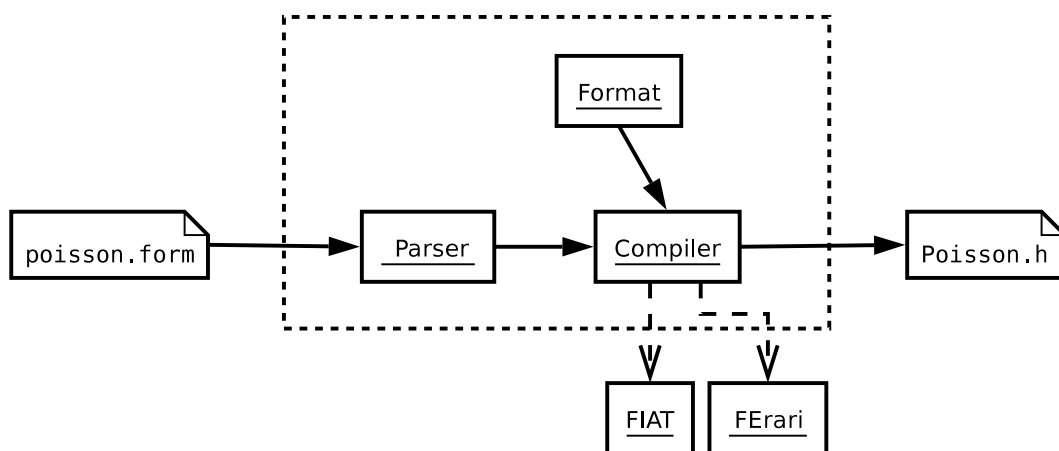 Format
poisson.form
Parser
Compiler
Poisson.h
FIAT
FErari